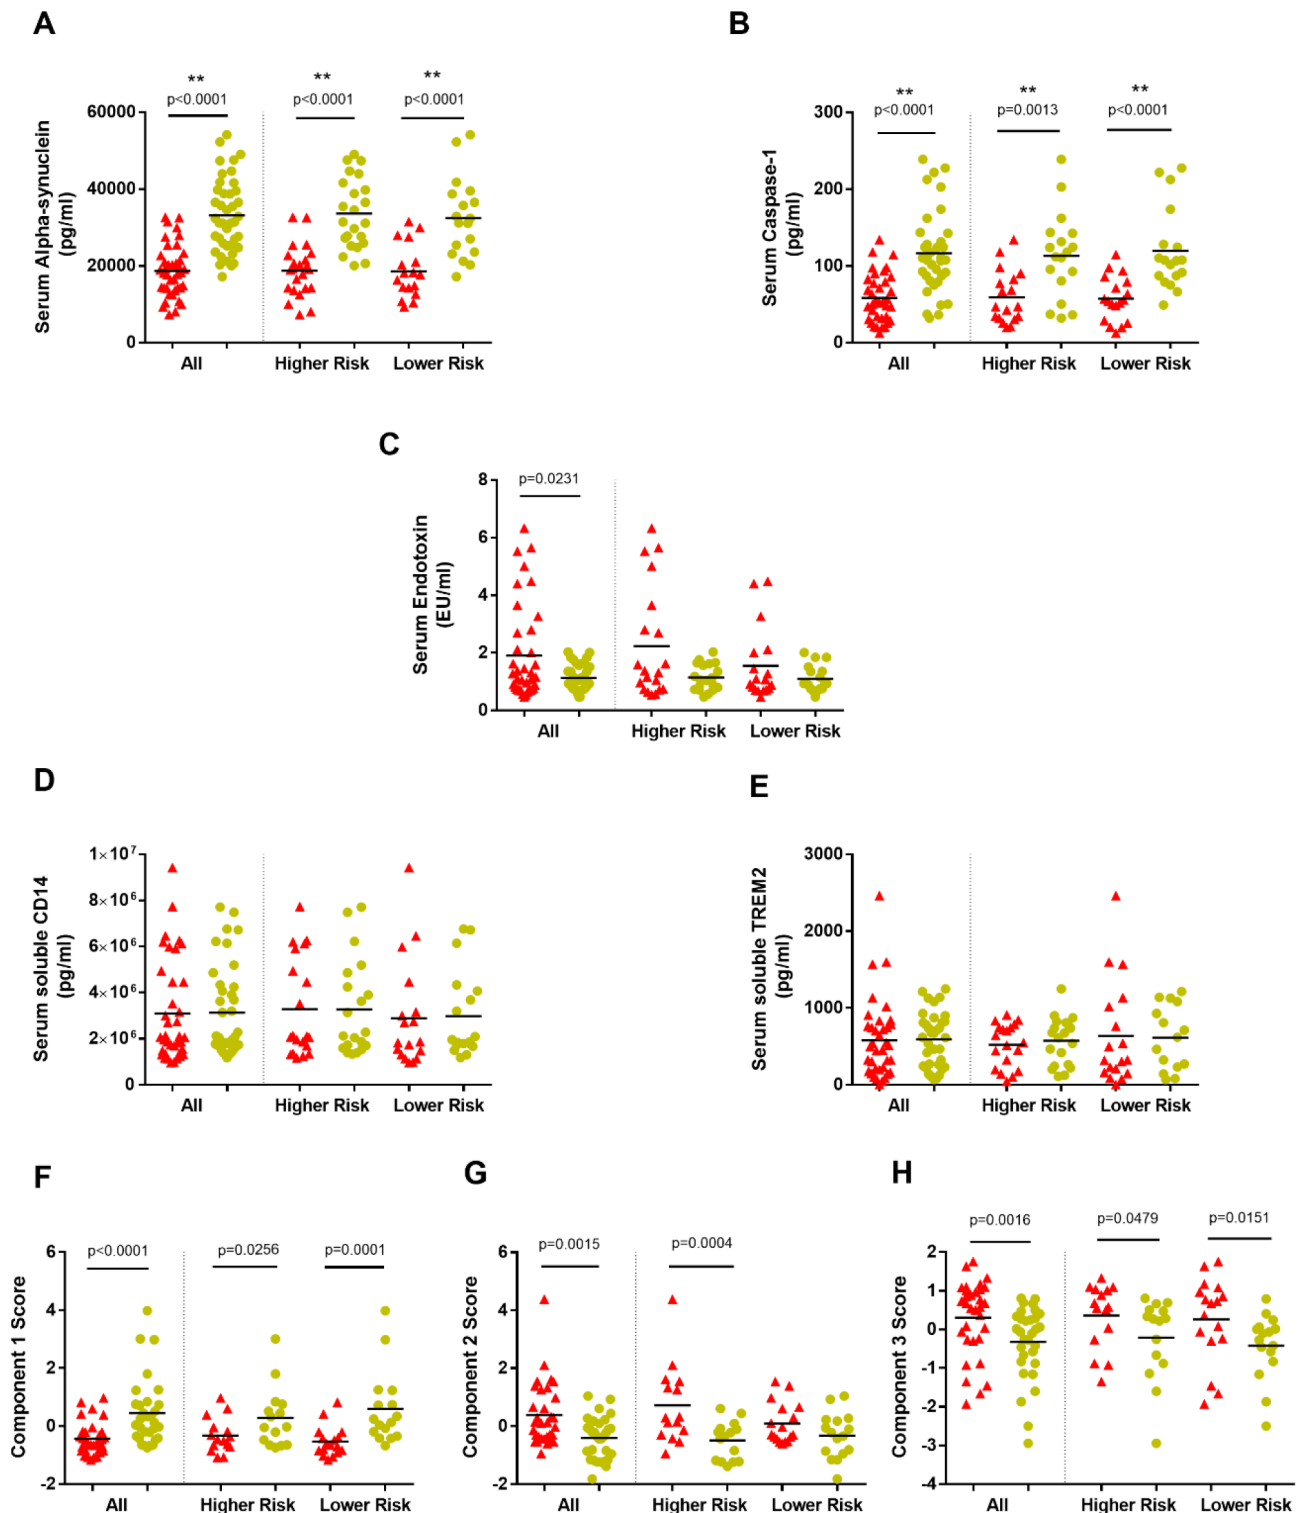 A
**
**
**
p<0.0001
p<0.0001
p<0.0001
Serum Alpha-synuclein
(pg/ml)
60000
40000
20000
0
All
Higher Risk
Lower Risk
B
**
**
**
p<0.0001
p=0.0013
p<0.0001
Serum Caspase-1
(pg/ml)
300
200
100
0
All
Higher Risk
Lower Risk
C
p=0.0231
Serum Endotoxin
(EU/ml)
8
6
4
2
0
All
Higher Risk
Lower Risk
D
Serum soluble CD14
(pg/ml)
1×10⁷
8×10⁶
6×10⁶
4×10⁶
2×10⁶
0
All
Higher Risk
Lower Risk
E
Serum soluble TREM2
(pg/ml)
3000
2000
1000
0
All
Higher Risk
Lower Risk
F
p<0.0001
p=0.0256
p=0.0001
Component 1 Score
6
4
2
0
-2
All
Higher Risk
Lower Risk
G
p=0.0015
p=0.0004
Component 2 Score
6
4
2
0
-2
All
Higher Risk
Lower Risk
H
p=0.0016
p=0.0479
p=0.0151
Component 3 Score
2
1
0
-1
-2
-3
-4
All
Higher Risk
Lower Risk